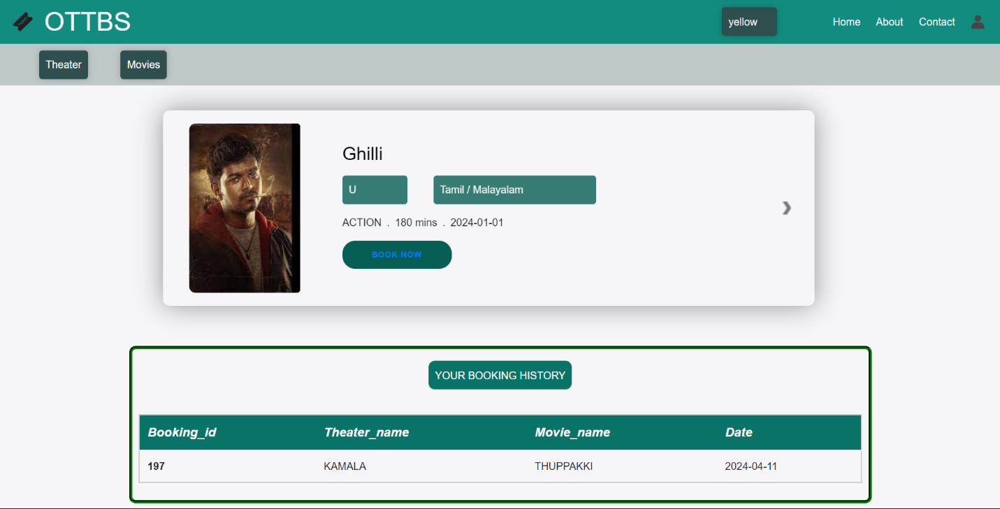 OTTBS
yellow
Home About Contact
Theater Movies
Ghilli
U Tamil / Malayalam
ACTION . 180 mins . 2024-01-01
BOOK NOW
YOUR BOOKING HISTORY
Booking_id Theater_name Movie_name Date
197 KAMALA THUPPAKKI 2024-04-11